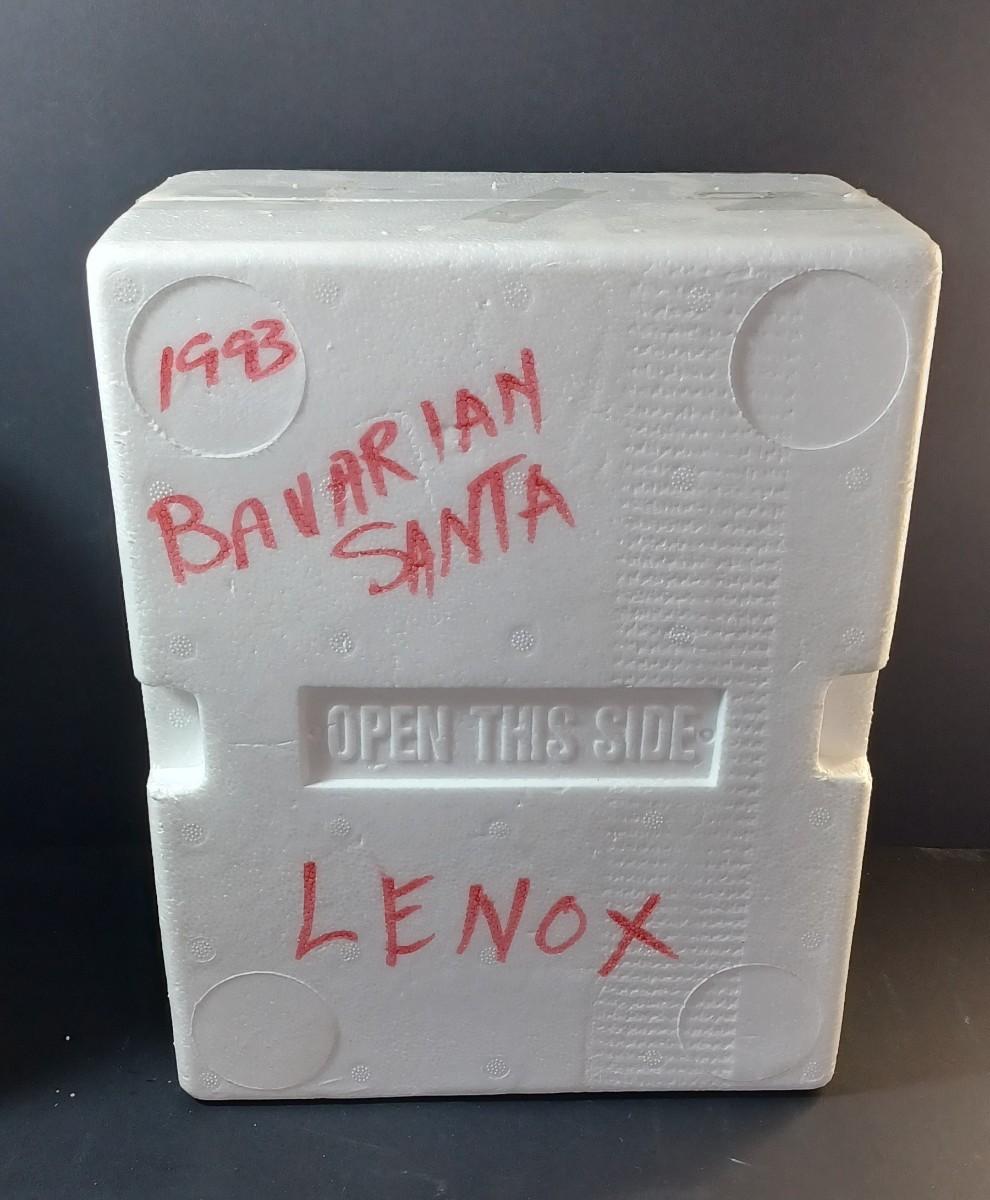 1993
BAVARIAN
SANTA
OPEN THIS SIDE
LENOX